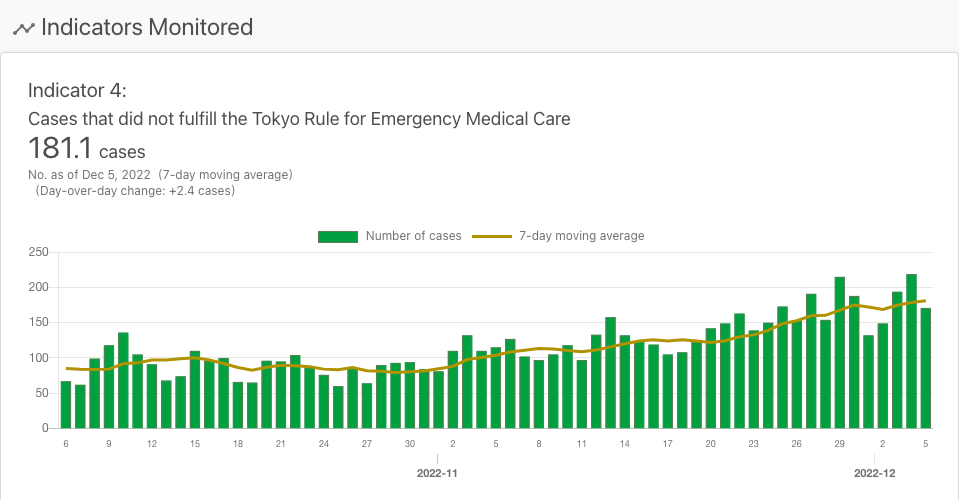 Indicators Monitored
Indicator 4:
Cases that did not fulfill the Tokyo Rule for Emergency Medical Care
181.1 cases
No. as of Dec 5, 2022 (7-day moving average)
(Day-over-day change: +2.4 cases)
Number of cases 7-day moving average
250
200
150
100
50
0
6 9 12 15 18 21 24 27 30 2 5 8 11 14 17 20 23 26 29 2 5
2022-11 2022-12